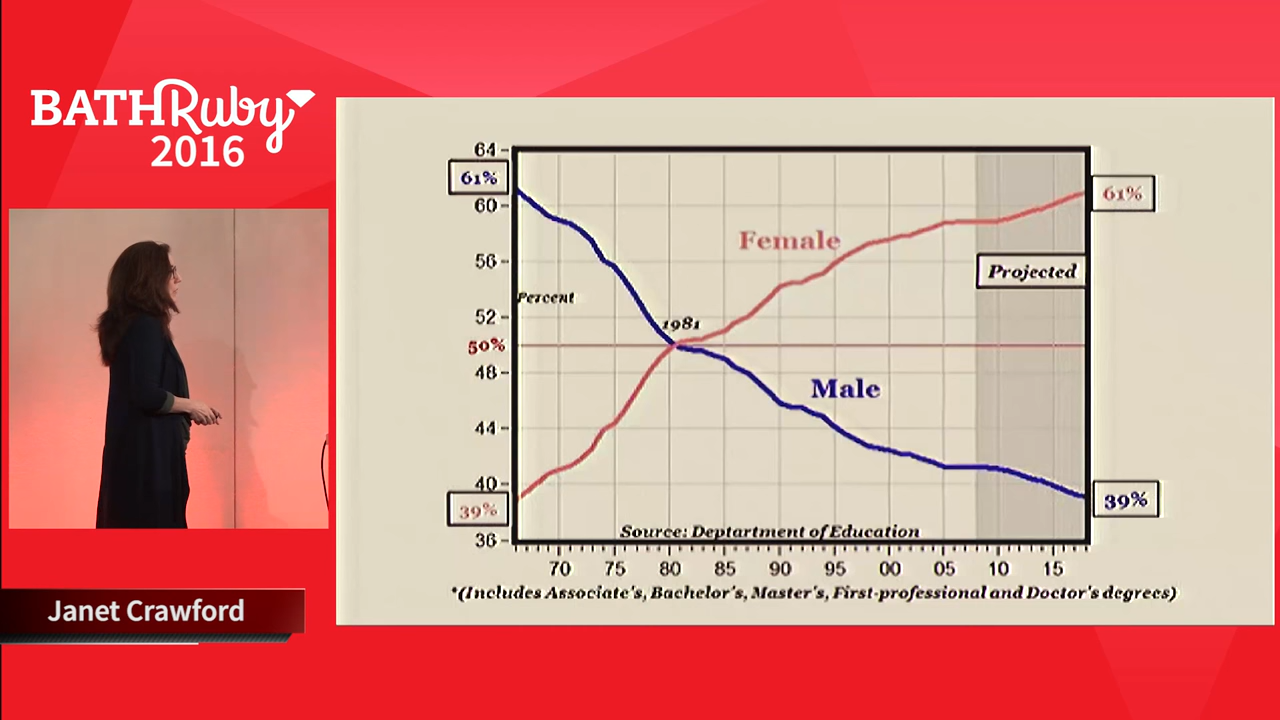 BATHRuby
2016
Janet Crawford
64
61%
60
56
Percent
52
50%
48
44
40
39%
36
1981
Female
Male
Projected
61%
39%
Source: Deptartment of Education
70 75 80 85 90 95 00 05 10 15
*(Includes Associate's, Bachelor's, Master's, First-professional and Doctor's degrees)